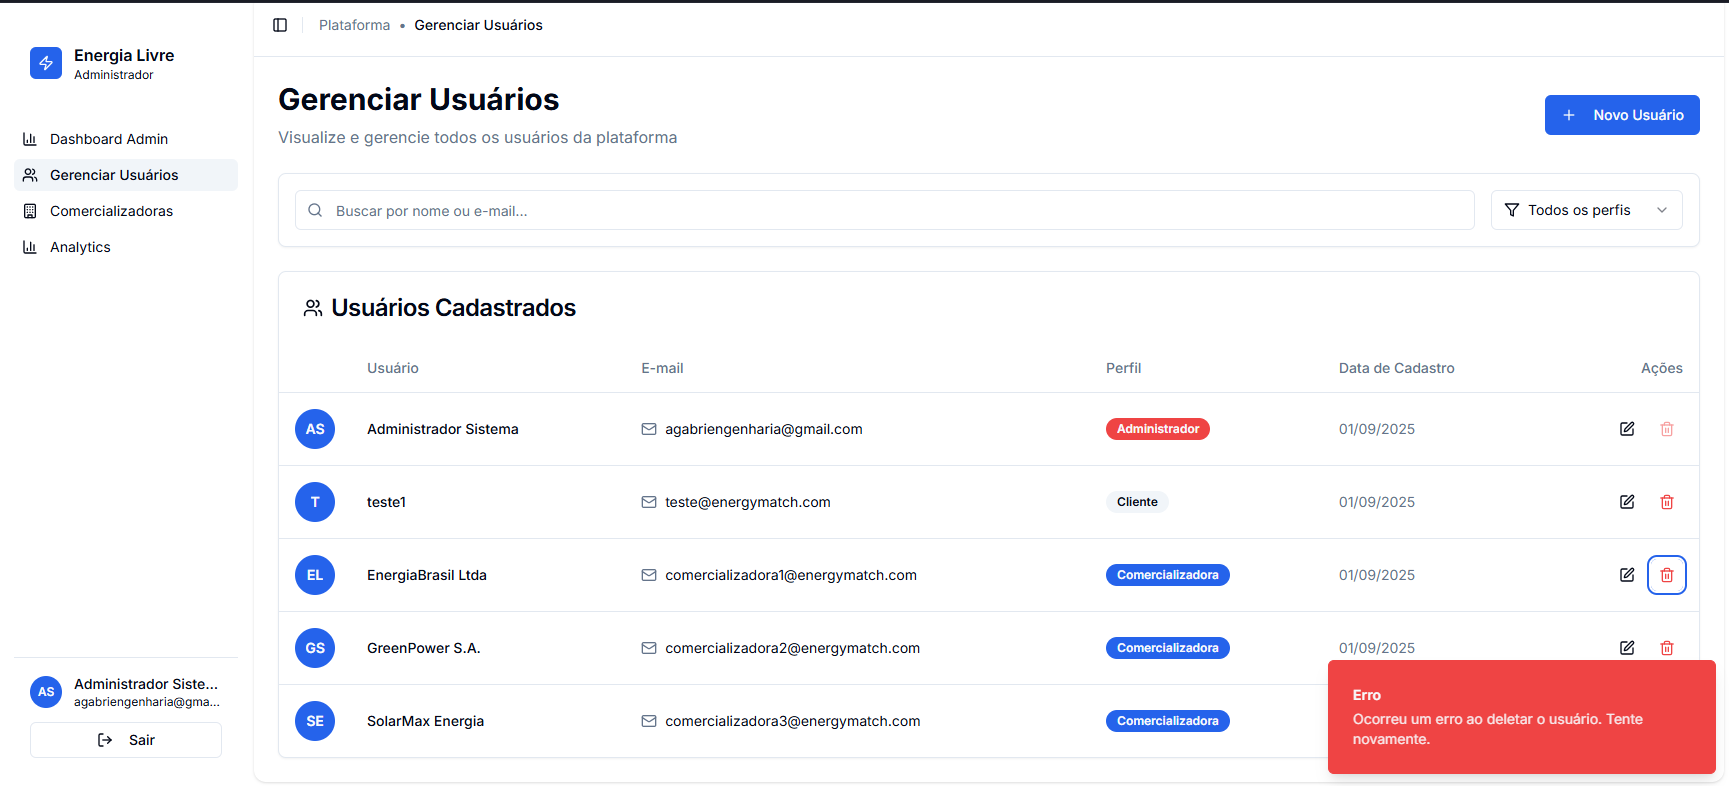 Energia Livre
Administrador
Dashboard Admin
Gerenciar Usuários
Comercializadoras
Analytics
AS
Administrador Siste...
agabriengenharia@gma...
Sair
Plataforma • Gerenciar Usuários
Gerenciar Usuários
Visualize e gerencie todos os usuários da plataforma
Novo Usuário
Buscar por nome ou e-mail...
Todos os perfis
Usuários Cadastrados
Usuário E-mail Perfil Data de Cadastro Ações
AS Administrador Sistema agabriengenharia@gmail.com Administrador 01/09/2025
T teste1 teste@energymatch.com Cliente 01/09/2025
EL EnergiaBrasil Ltda comercializadora1@energymatch.com Comercializadora 01/09/2025
GS GreenPower S.A. comercializadora2@energymatch.com Comercializadora 01/09/2025
SE SolarMax Energia comercializadora3@energymatch.com Comercializadora
Erro
Ocorreu um erro ao deletar o usuário. Tente
novamente.